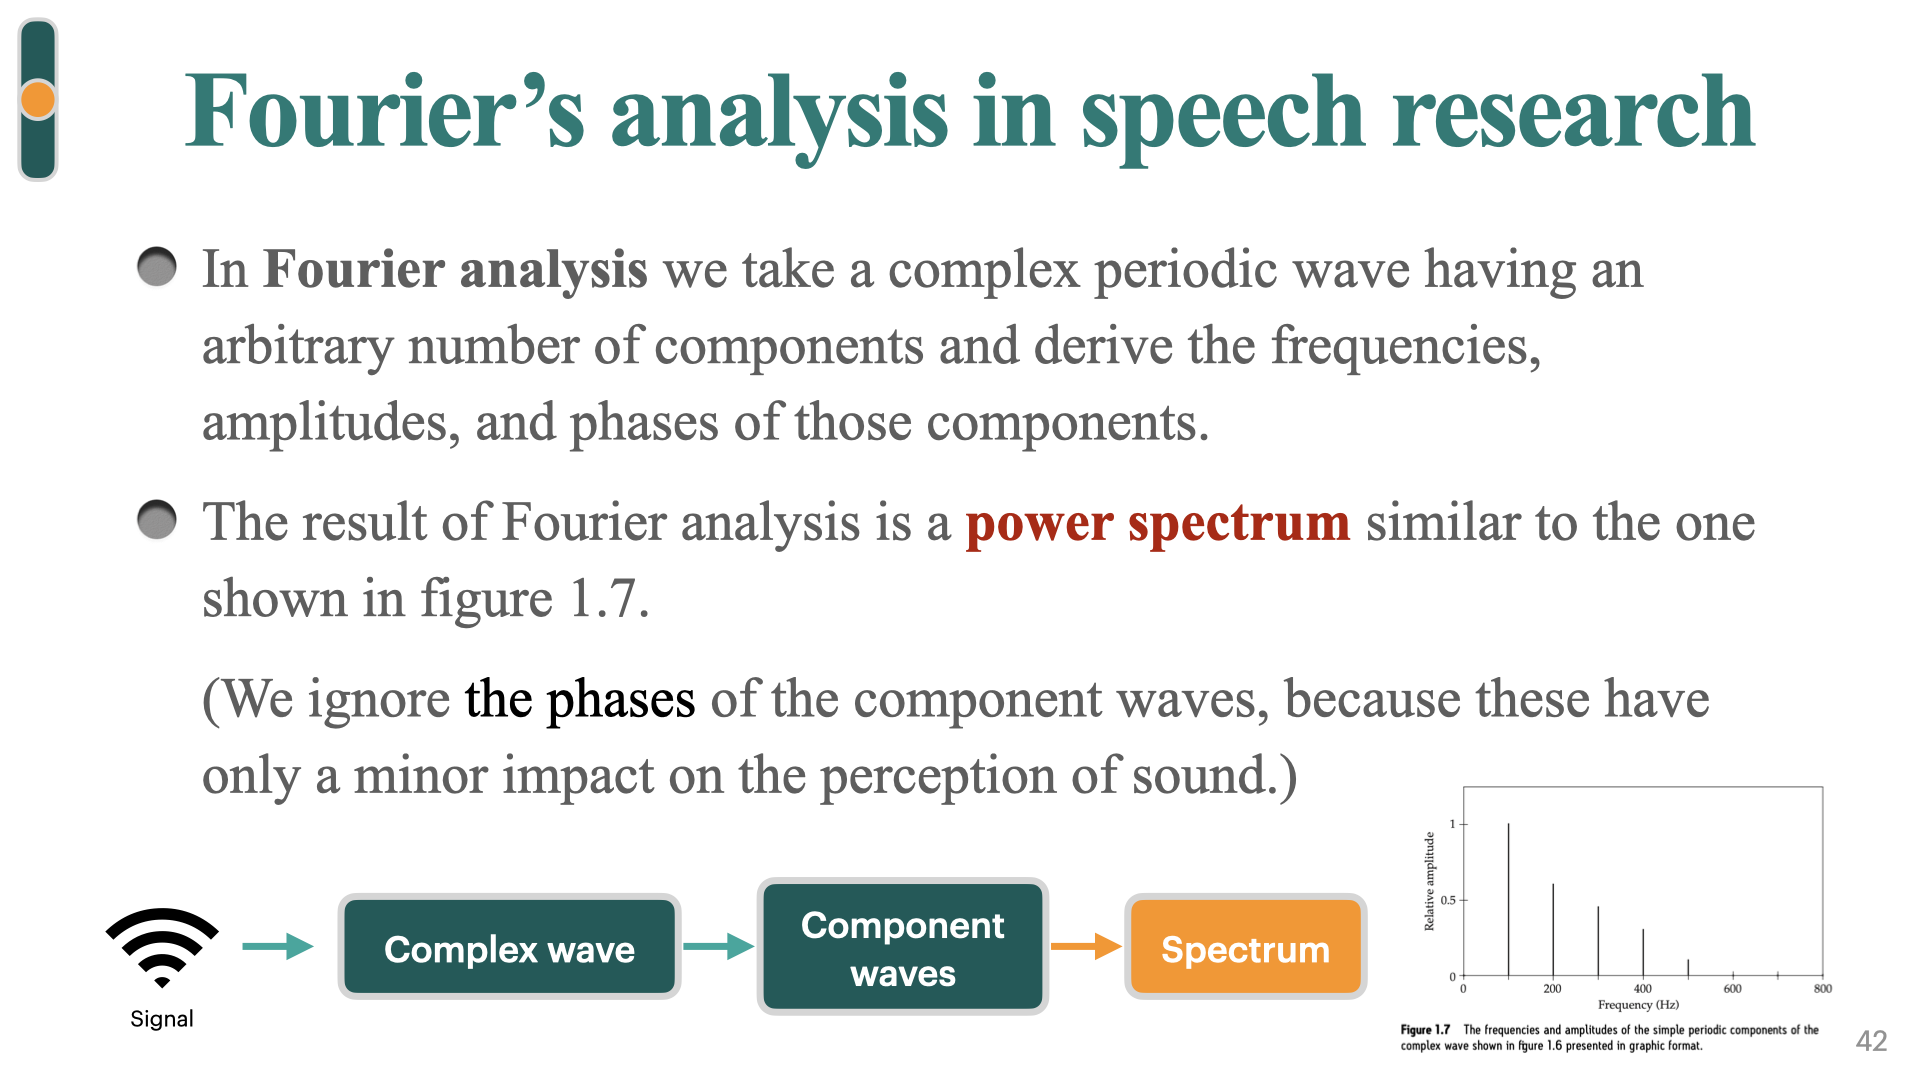 Fourier’s analysis in speech research
In Fourier analysis we take a complex periodic wave having an
arbitrary number of components and derive the frequencies,
amplitudes, and phases of those components.
The result of Fourier analysis is a power spectrum similar to the one
shown in figure 1.7.
(We ignore the phases of the component waves, because these have
only a minor impact on the perception of sound.)
Signal
Complex wave
Component
waves
Spectrum
Relative amplitude
1
0.5
0
0 200 400 600 800
Frequency (Hz)
Figure 1.7 The frequencies and amplitudes of the simple periodic components of the
complex wave shown in figure 1.6 presented in graphic format.
42